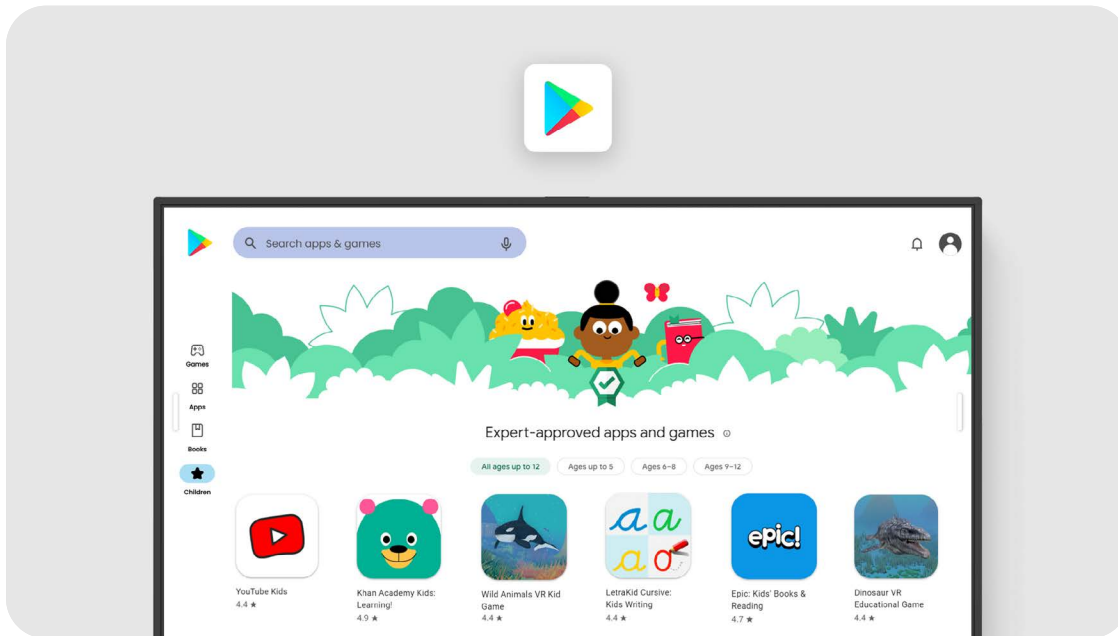 Search apps & games
Games
Apps
Books
Children
Expert-approved apps and games
All ages up to 12
Ages up to 5
Ages 6–8
Ages 9–12
YouTube Kids
4.4 ★
Khan Academy Kids:
Learning!
4.9 ★
Wild Animals VR Kid
Game
4.4 ★
a a
a a
LetraKid Cursive:
Kids Writing
4.4 ★
epic!
Epic: Kids' Books &
Reading
4.7 ★
Dinosaur VR
Educational Game
4.4 ★